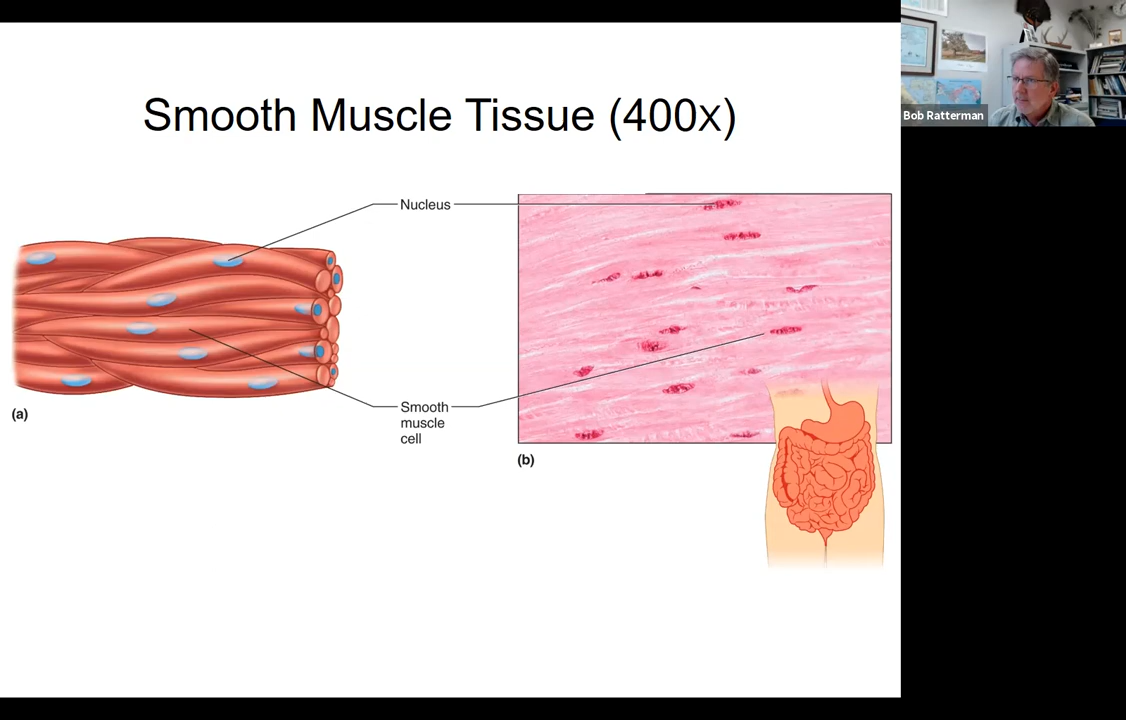 Smooth Muscle Tissue (400x)
Nucleus
Smooth
muscle
cell
(a)
(b)
Bob Ratterman